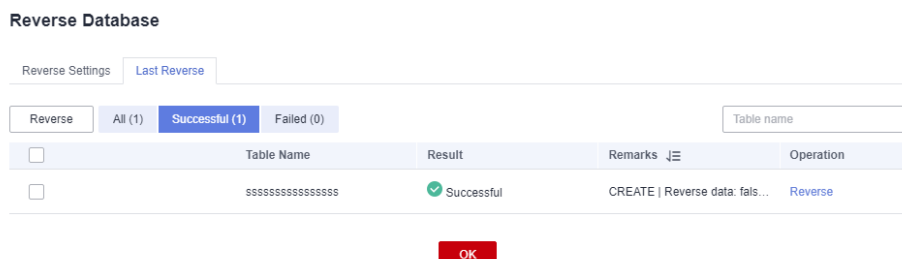 Reverse Database
Reverse Settings Last Reverse
Reverse All (1) Successful (1) Failed (0) Table name
Table Name Result Remarks Operation
ssssssssssssssss Successful CREATE | Reverse data: fals... Reverse
OK